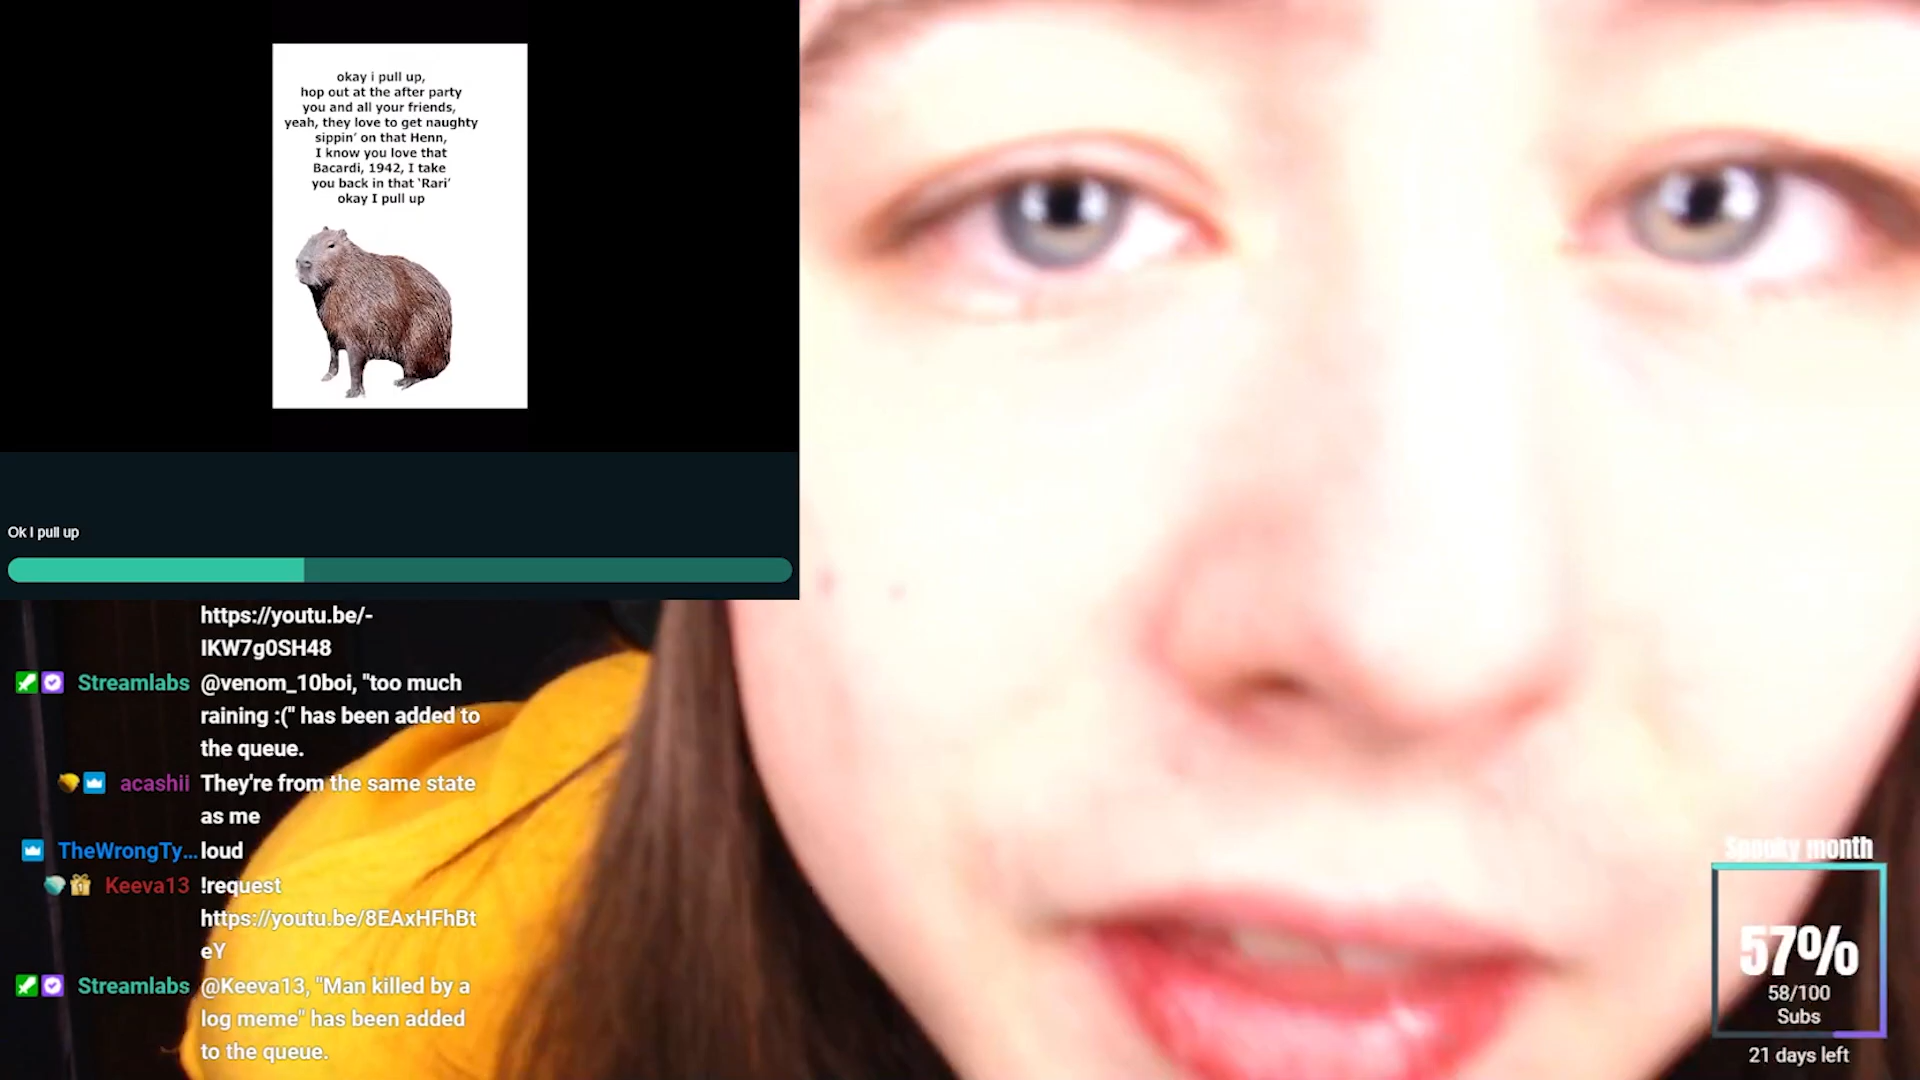 okay i pull up,
hop out at the after party
you and all your friends,
yeah, they love to get naughty
sippin' on that Henn,
I know you love that
Bacardi, 1942, I take
you back in that 'Rari'
okay I pull up
Ok I pull up
https://youtu.be/-
IKW7g0SH48
Streamlabs @venom_10boi, "too much
raining :(" has been added to
the queue.
acashii They're from the same state
as me
TheWrongTy... loud
Keeva13 !request
https://youtu.be/8EAxHFhBt
eY
Streamlabs @Keeva13, "Man killed by a
log meme" has been added
to the queue.
Spooky month
57%
58/100
Subs
21 days left